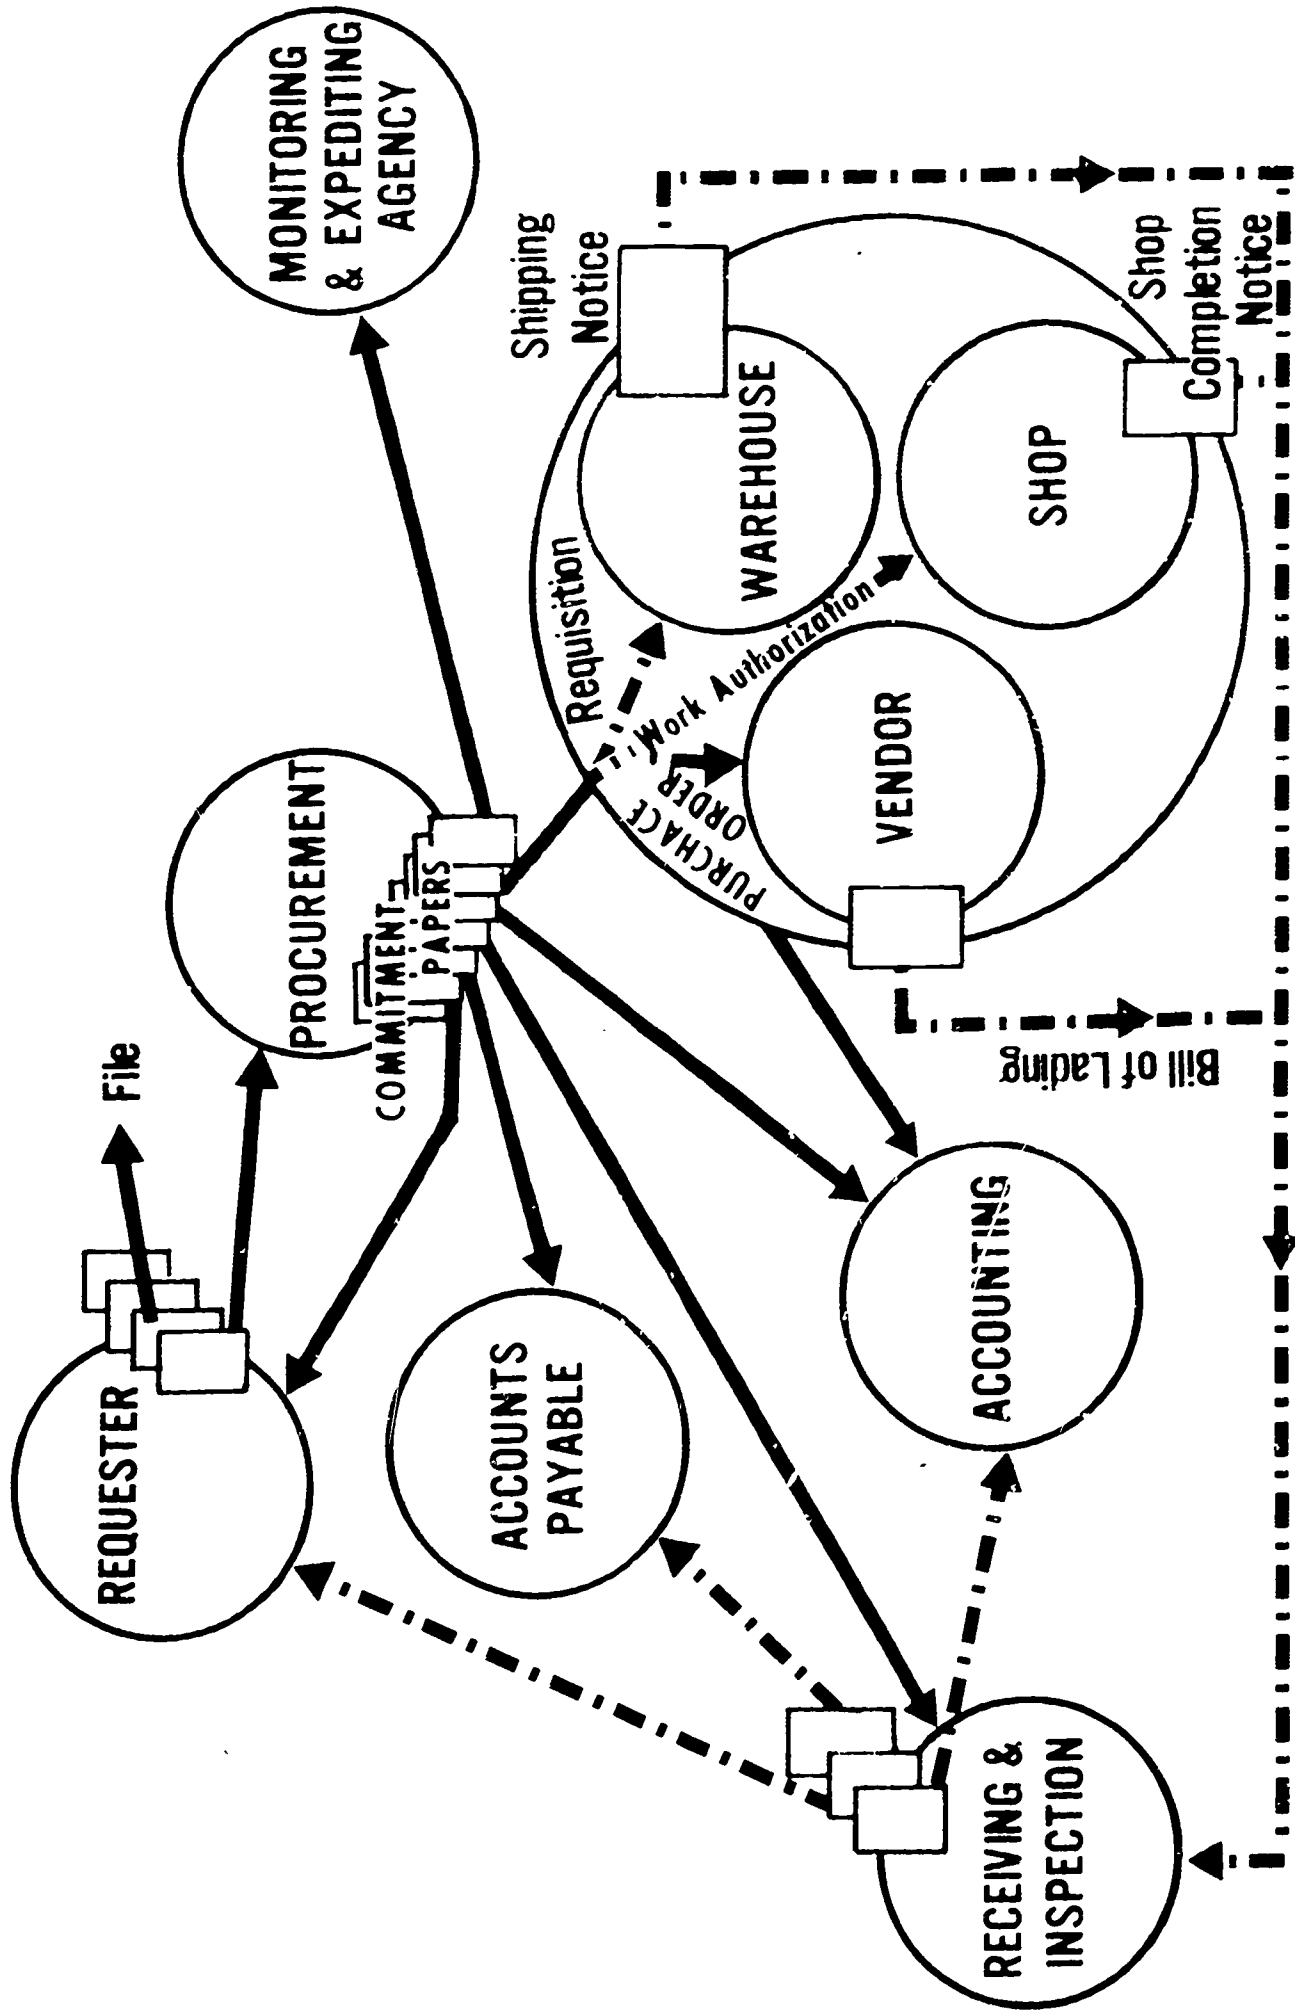 REQUESTER
File
PROCUREMENT
COMMITMENT
PAPERS
MONITORING
& EXPEDITING
AGENCY
ACCOUNTS
PAYABLE
Requisition
Shipping
Notice
Work Authorization
PURCHACE
ORDER
WAREHOUSE
VENDOR
SHOP
Shop
Completion
Notice
Bill of Lading
ACCOUNTING
RECEIVING &
INSPECTION